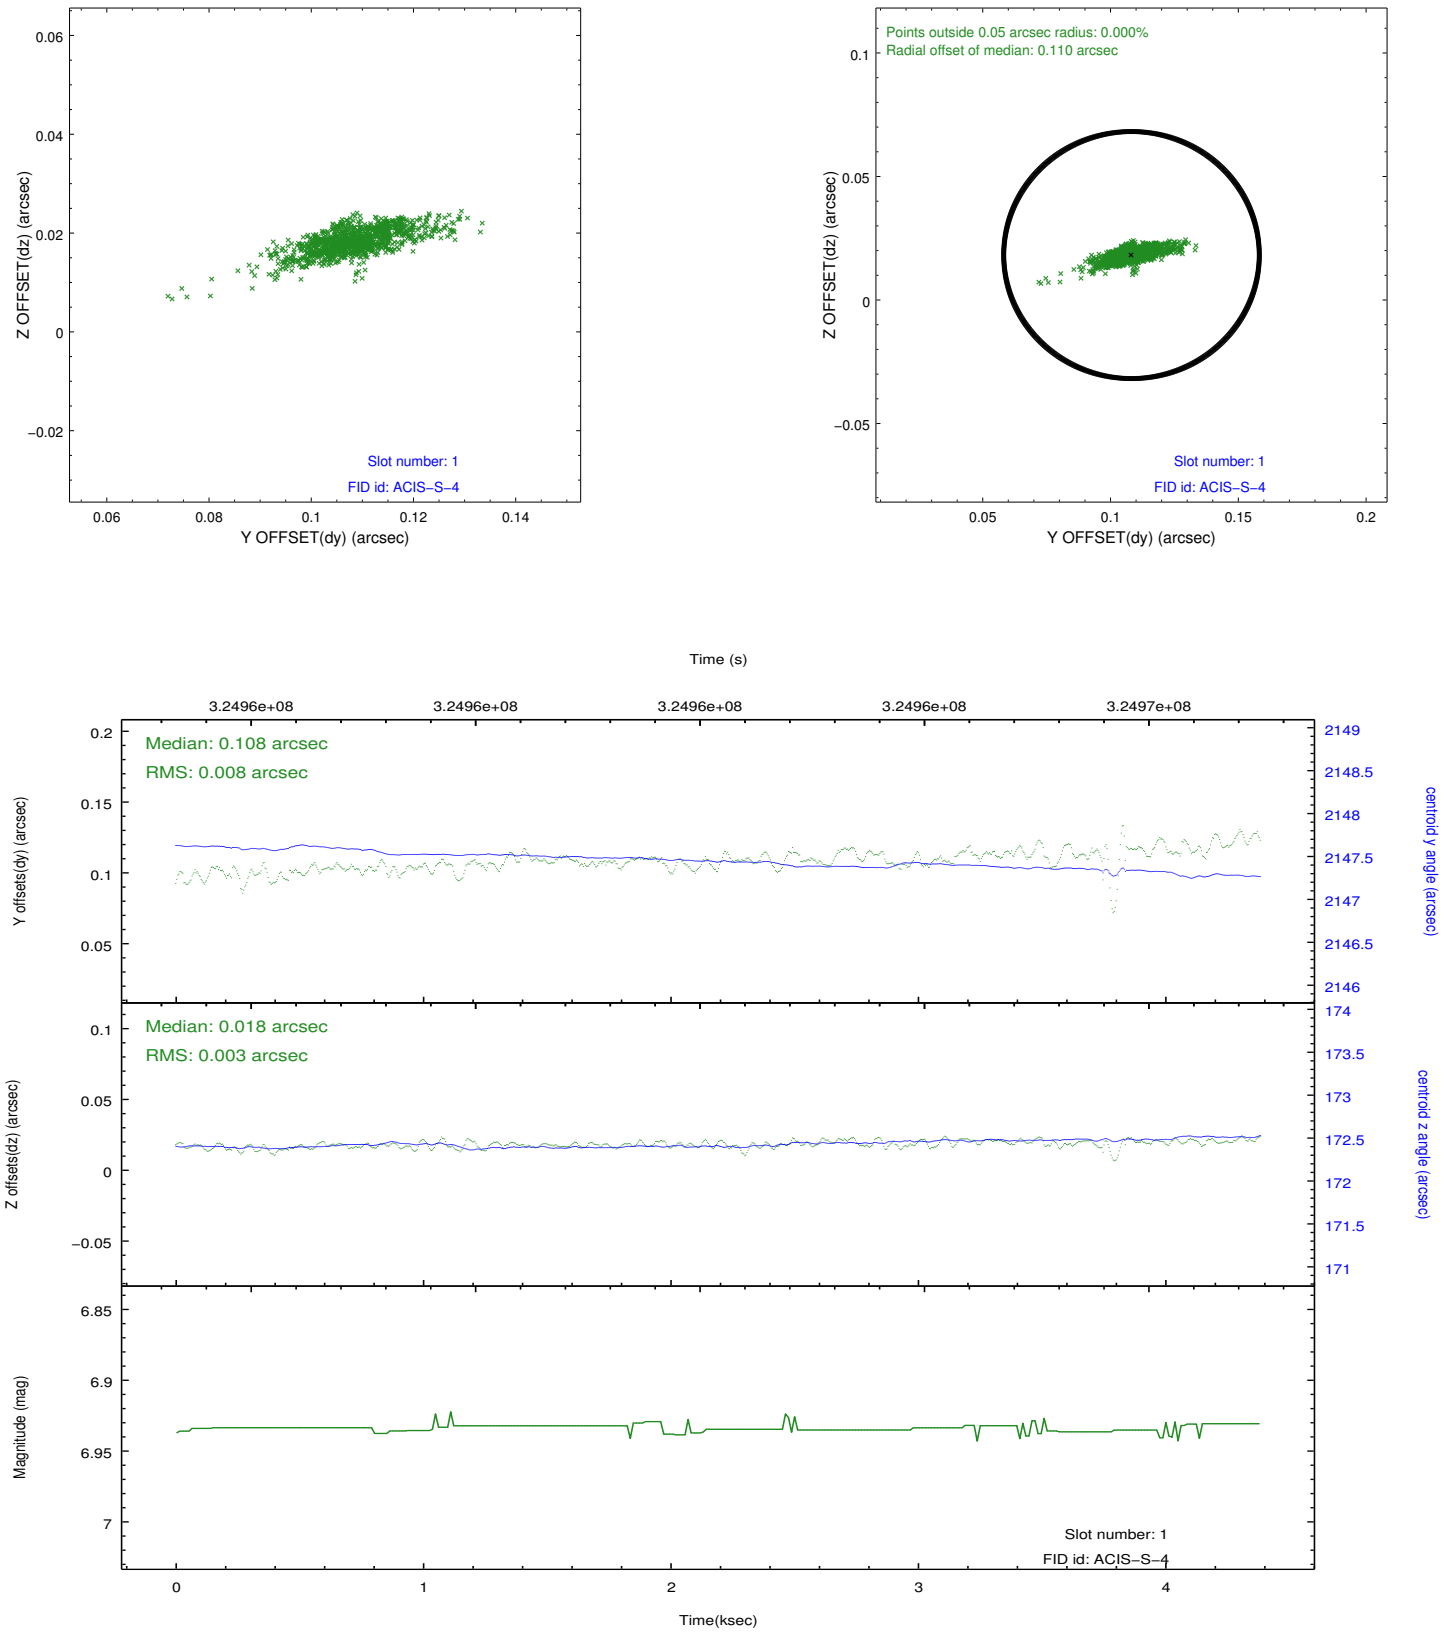 0.06
0.04
0.02
0
−0.02
Z OFFSET(dz) (arcsec)
Slot number: 1
FID id: ACIS−S−4
0.06 0.08 0.1 0.12 0.14
Y OFFSET(dy) (arcsec)
Points outside 0.05 arcsec radius: 0.000%
Radial offset of median: 0.110 arcsec
0.1
0.05
0
−0.05
Z OFFSET(dz) (arcsec)
Slot number: 1
FID id: ACIS−S−4
0.05 0.1 0.15 0.2
Y OFFSET(dy) (arcsec)
Time (s)
3.2496e+08 3.2496e+08 3.2496e+08 3.2496e+08 3.2497e+08
Median: 0.108 arcsec
RMS: 0.008 arcsec
0.2
0.15
0.1
0.05
Y offsets(dy) (arcsec)
2149
2148.5
2148
2147.5
2147
2146.5
2146
centroid y angle (arcsec)
Median: 0.018 arcsec
RMS: 0.003 arcsec
0.1
0.05
0
−0.05
Z offsets(dz) (arcsec)
174
173.5
173
172.5
172
171.5
171
centroid z angle (arcsec)
6.85
6.9
6.95
7
Magnitude (mag)
Slot number: 1
FID id: ACIS−S−4
0 1 2 3 4
Time(ksec)